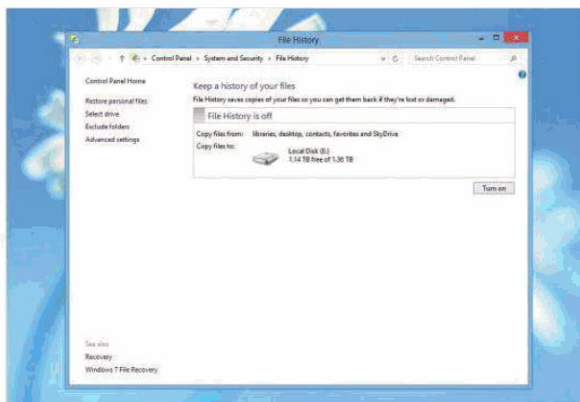 File History
Control Panel ▸ System and Security ▸ File History
Search Control Panel
Control Panel Home
Restore personal files
Select drive
Exclude folders
Advanced settings
Keep a history of your files
File History saves copies of your files so you can get them back if they're lost or damaged.
File History is off
Copy files from: libraries, desktop, contacts, favorites and SkyDrive
Copy files to:
Local Disk (E:)
1.14 TB free of 1.36 TB
Turn on
See also
Recovery
Windows 7 File Recovery